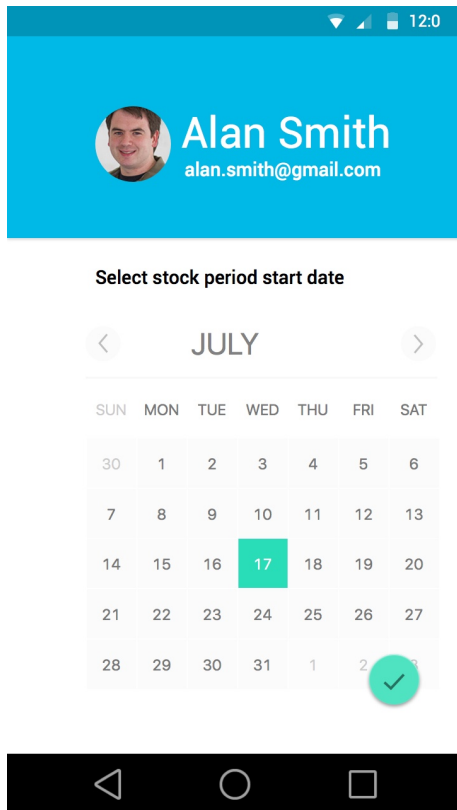 12:0
Alan Smith
alan.smith@gmail.com
Select stock period start date
JULY
SUN MON TUE WED THU FRI SAT
30 1 2 3 4 5 6
7 8 9 10 11 12 13
14 15 16 17 18 19 20
21 22 23 24 25 26 27
28 29 30 31 1 2